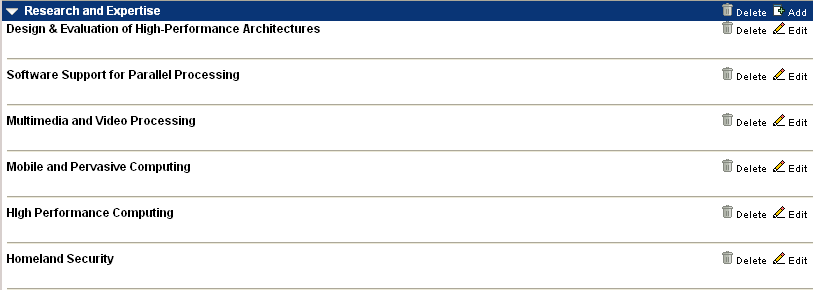 Research and Expertise Delete Add
Design & Evaluation of High-Performance Architectures Delete Edit
Software Support for Parallel Processing Delete Edit
Multimedia and Video Processing Delete Edit
Mobile and Pervasive Computing Delete Edit
HIgh Performance Computing Delete Edit
Homeland Security Delete Edit